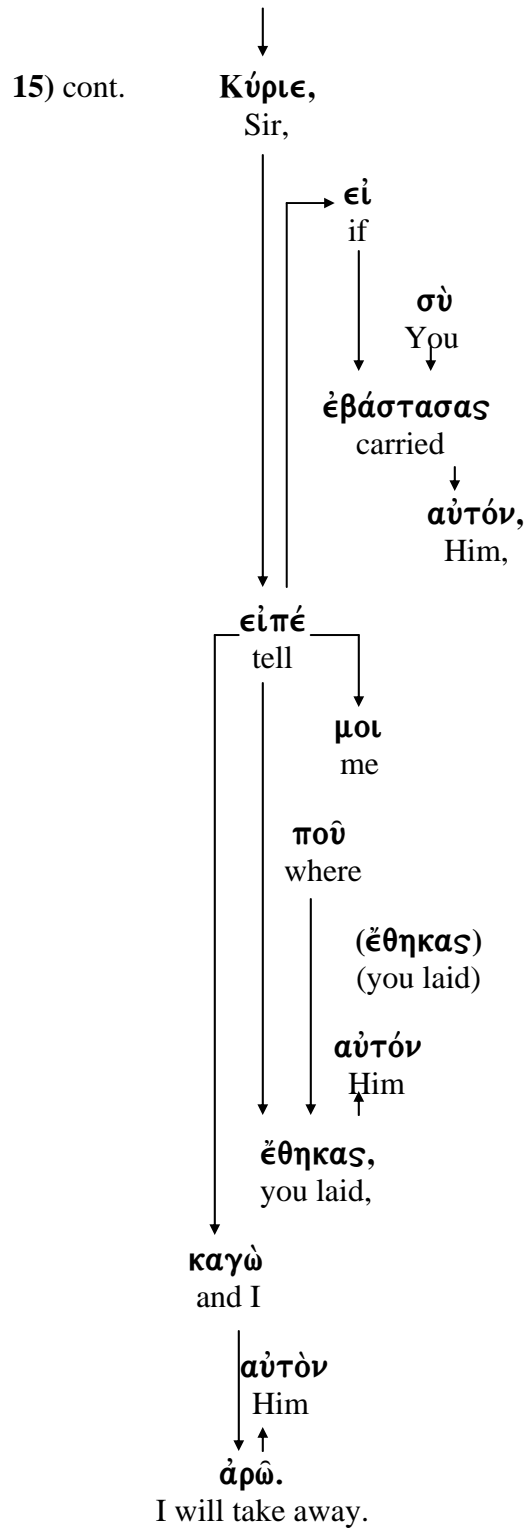 15) cont. Κύριε,
Sir,
εἰ
if
σὺ
You
ἐβάστασας
carried
αὐτόν,
Him,
εἰπέ
tell
μοι
me
ποῦ
where
(ἔθηκας)
(you laid)
αὐτόν
Him
ἔθηκας,
you laid,
καγὼ
and I
αὐτὸν
Him
ἀρῶ.
I will take away.